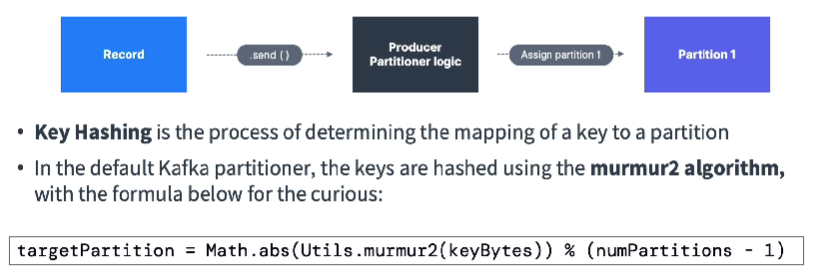 Record
.send ()
Producer
Partitioner logic
Assign partition 1
Partition 1
• Key Hashing is the process of determining the mapping of a key to a partition
• In the default Kafka partitioner, the keys are hashed using the murmur2 algorithm,
with the formula below for the curious:
targetPartition = Math.abs(Utils.murmur2(keyBytes)) % (numPartitions - 1)